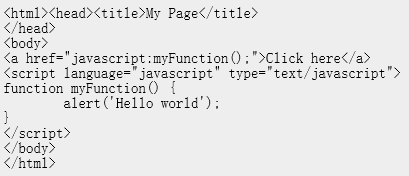 <html><head><title>My Page</title>
</head>
<body>
<a href="javascript:myFunction();">Click here</a>
<script language="javascript" type="text/javascript">
function myFunction() {
        alert('Hello world');
}
</script>
</body>
</html>